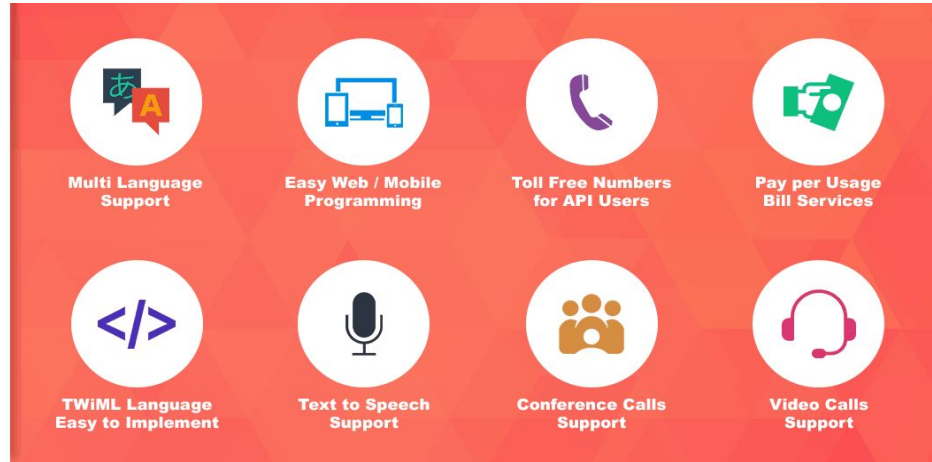 あ
A
Multi Language
Support
Easy Web / Mobile
Programming
Toll Free Numbers
for API Users
Pay per Usage
Bill Services
</>
TWiML Language
Easy to Implement
Text to Speech
Support
Conference Calls
Support
Video Calls
Support